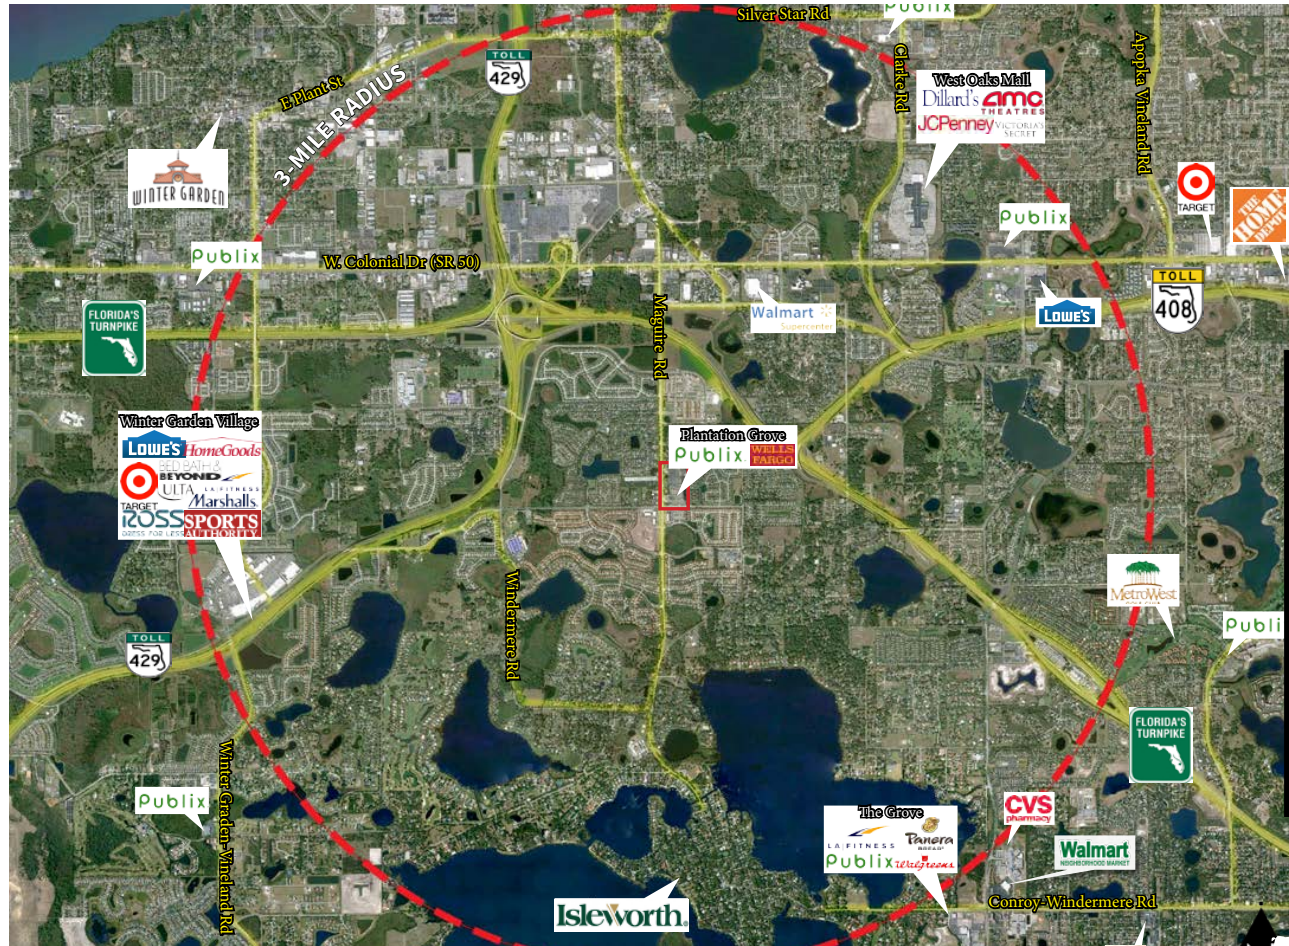 Silver Star Rd
Publix
TOLL
429
Clarke Rd
Apopka Vineland Rd
E Plant St
3-MILE RADIUS
West Oaks Mall
Dillard's amc
THEATRES
JCPenney VICTORIA'S
SECRET
WINTER GARDEN
TARGET
THE
HOME
DEPOT
Publix
Publix
W. Colonial Dr (SR 50)
TOLL
408
FLORIDA'S
TURNPIKE
Maguire Rd
Walmart
Supercenter
LOWE'S
Winter Garden Village
LOWE'S HomeGoods
BED BATH &
BEYOND
ULTA LA FITNESS
TARGET Marshalls.
ROSS SPORTS
DRESS FOR LESS AUTHORITY
Plantation Grove
Publix WELLS
FARGO
Windermere Rd
MetroWest
GOLF CLUB
Publi
TOLL
429
FLORIDA'S
TURNPIKE
Winter Graden-Vineland Rd
Publix
The Grove
LA FITNESS Panera
BREAD
Publix Walgreens
CVS
pharmacy
Walmart
NEIGHBORHOOD MARKET
Isleworth
Conroy-Windermere Rd